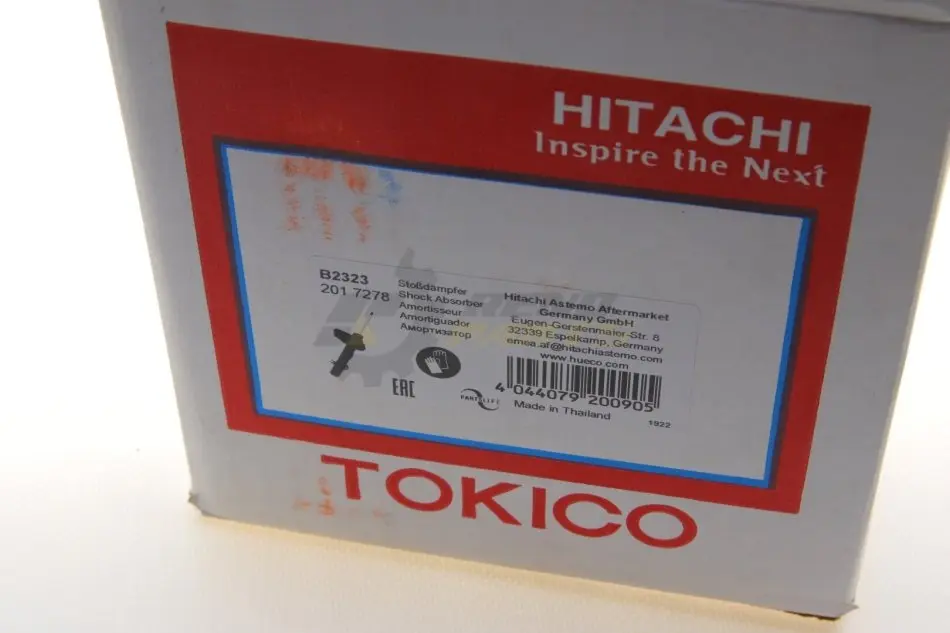 HITACHI
Inspire the Next
B2323
201 7278
Stoßdämpfer
Shock Absorber
Amortisseur
Amortiguador
Амортизатор
Hitachi Astemo Aftermarket
Germany GmbH
Eugen-Gerstenmaier-Str. 8
32339 Espelkamp, Germany
emea.af@hitachiastemo.com
www.hueco.com
EAC
PARTSLIFE
4 044079 200905
Made in Thailand
1922
TOKICO